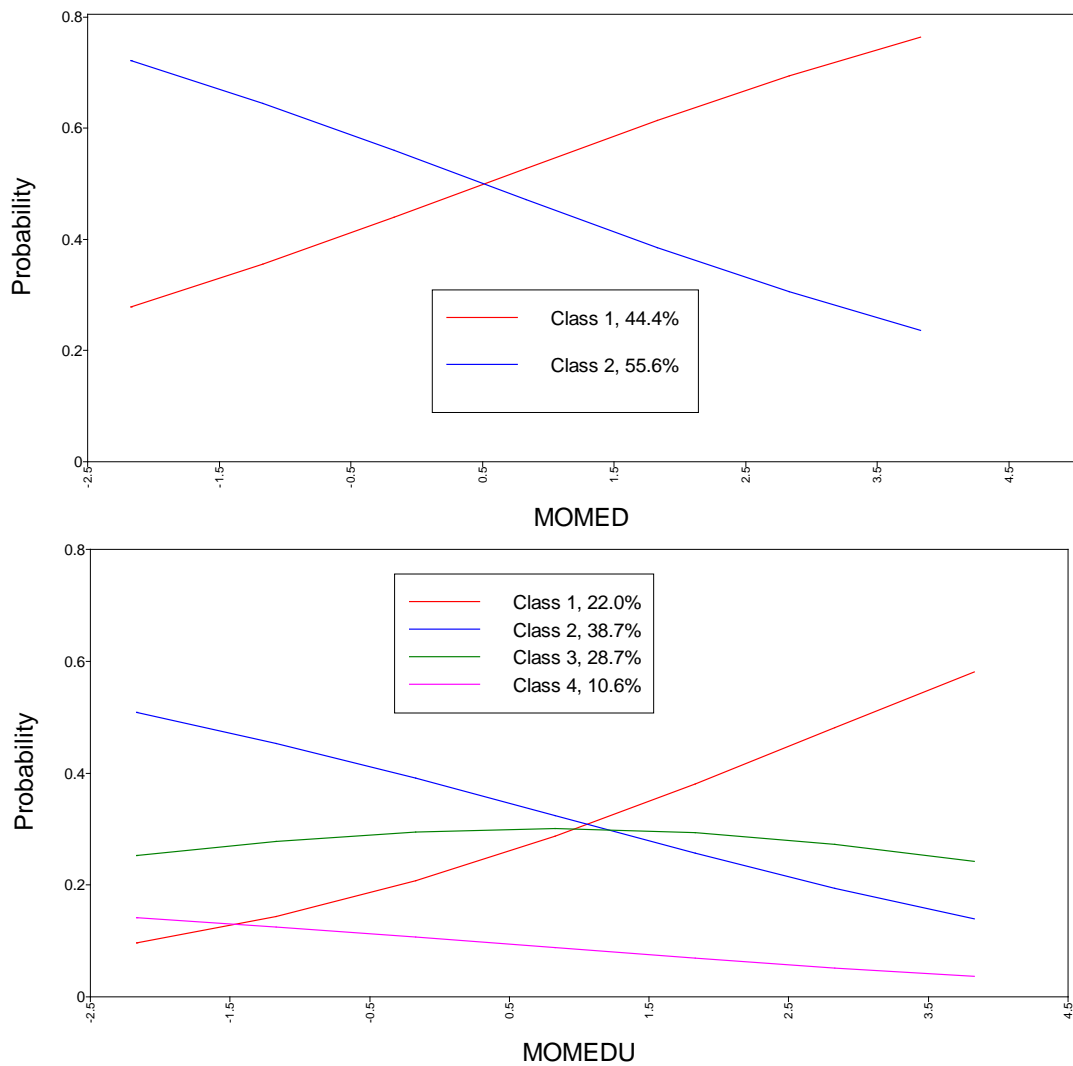 0.8
0.6
0.4
0.2
0
Probability
Class 1, 44.4%
Class 2, 55.6%
-2.5
-1.5
-0.5
0.5
1.5
2.5
3.5
4.5
MOMED
0.8
0.6
0.4
0.2
0
Probability
Class 1, 22.0%
Class 2, 38.7%
Class 3, 28.7%
Class 4, 10.6%
-2.5
-1.5
-0.5
0.5
1.5
2.5
3.5
4.5
MOMEDU